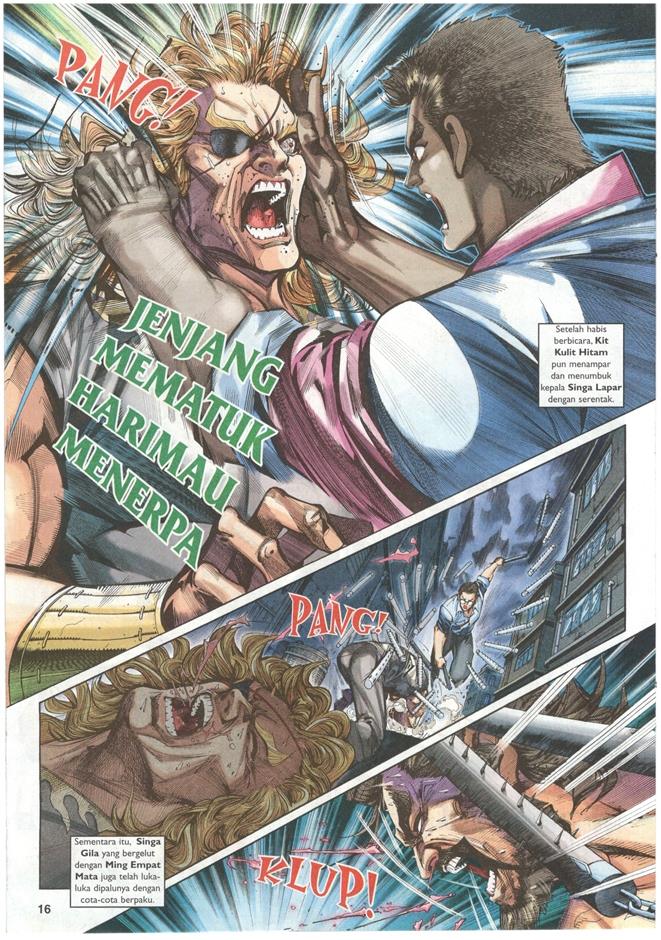 PANG!
JENJANG
MEMATUK
HARIMAU
MENERPA
Setelah habis
berbicara, Kit
Kulit Hitam
pun menampar
dan menumbuk
kepala Singa Lapar
dengan serentak.
PANG!
Sementara itu, Singa
Gila yang bergelut
dengan Ming Empat
Mata juga telah luka-
luka dipalunya dengan
cota-cota berpaku.
KLUP!
16